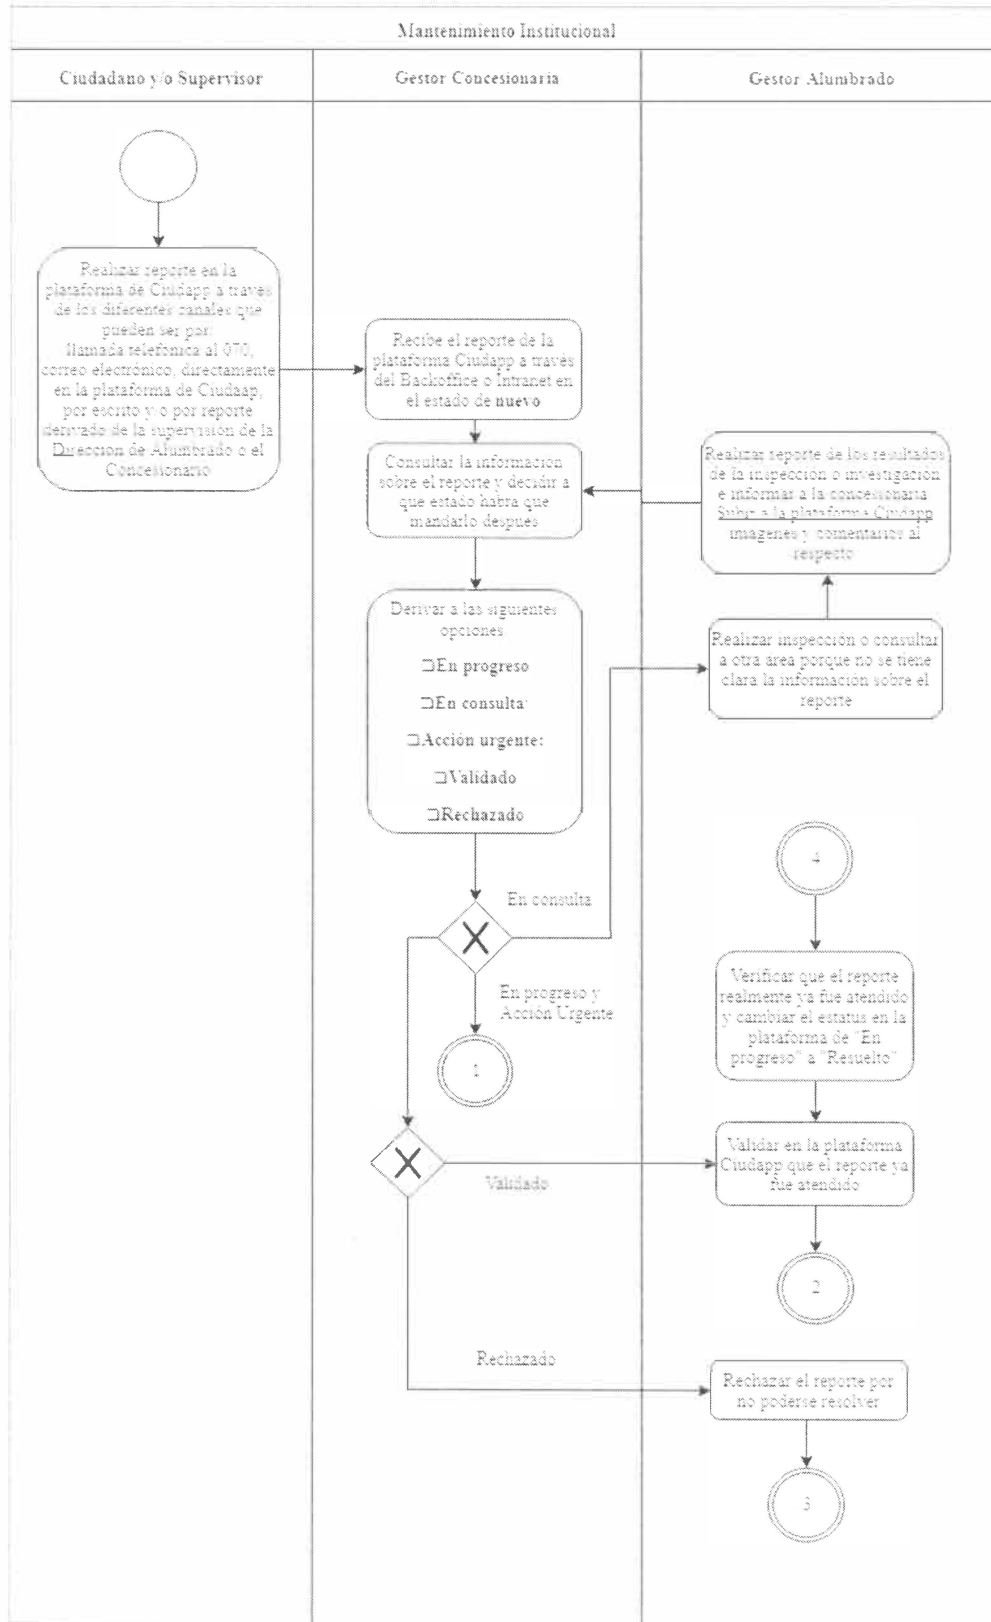 Mantenimiento Institucional
Ciudadano y/o Supervisor
Gestor Concesionaria
Gestor Alumbrado
Realizar reporte en la
plataforma de Ciudapp a través
de los diferentes canales que
pueden ser por:
llamada telefónica al 070,
correo electrónico, directamente
en la plataforma de Ciudaap,
por escrito y/o por reporte
derivado de la supervisión de la
Dirección de Alumbrado o el
Concesionario
Recibe el reporte de la
plataforma Ciudapp a través
del Backoffice o Intranet en
el estado de nuevo
Consultar la información
sobre el reporte y decidir a
que estado habrá que
mandarlo después
Realizar reporte de los resultados
de la inspección o investigación
e informar a la concesionaria
Subir a la plataforma Ciudapp
imagenes y comentarios al
respecto
Derivar a las siguientes
opciones
En progreso
En consulta:
Acción urgente:
Validado
Rechazado
Realizar inspección o consultar
a otra área porque no se tiene
clara la información sobre el
reporte
En consulta
En progreso y
Acción Urgente
1
4
Verificar que el reporte
realmente ya fue atendido
y cambiar el estatus en la
plataforma de "En
progreso" a "Resuelto"
Validado
Validar en la plataforma
Ciudapp que el reporte ya
fue atendido
2
Rechazado
Rechazar el reporte por
no poderse resolver
3